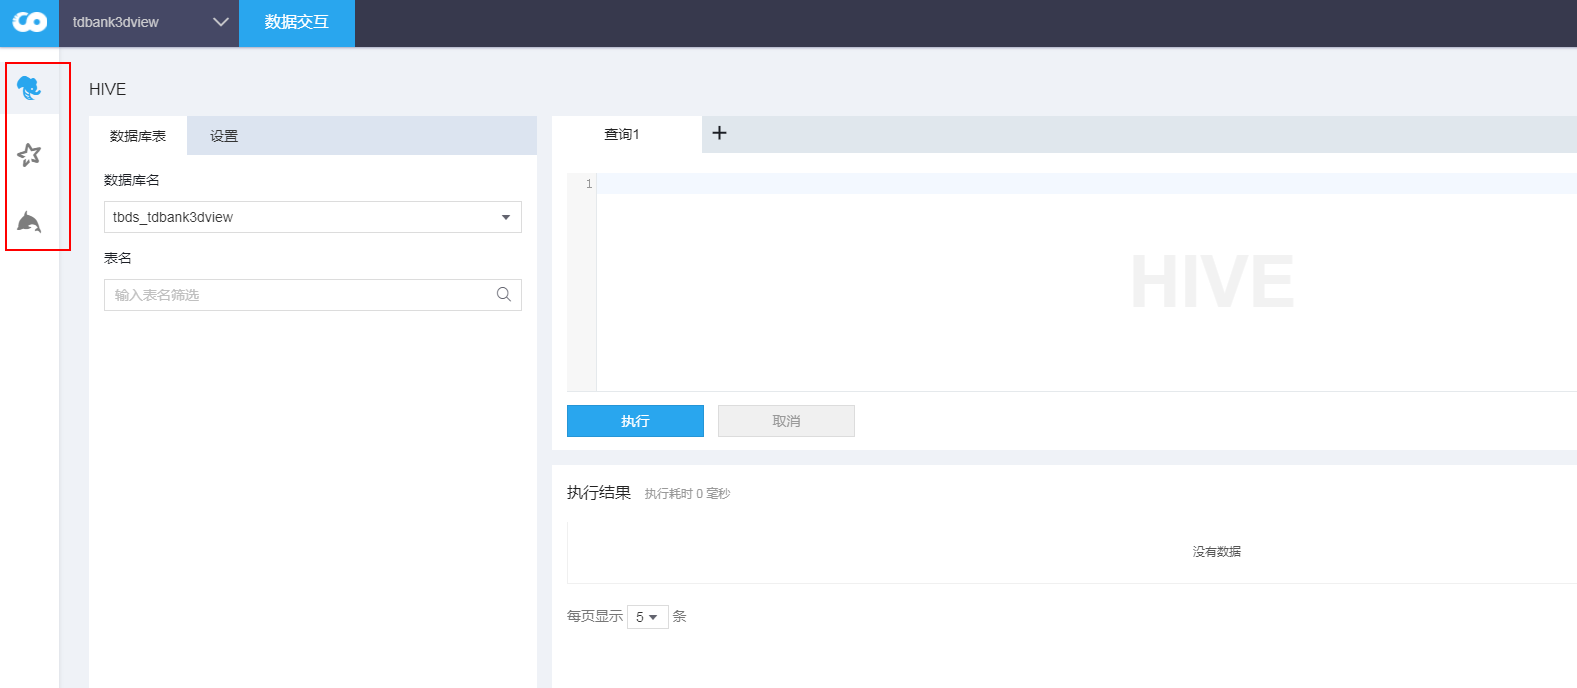 tdbank3dview
数据交互
HIVE
数据库表
设置
数据库名
tbds_tdbank3dview
表名
输入表名筛选
查询1
1
HIVE
执行
取消
执行结果 执行耗时 0 毫秒
没有数据
每页显示 5 条